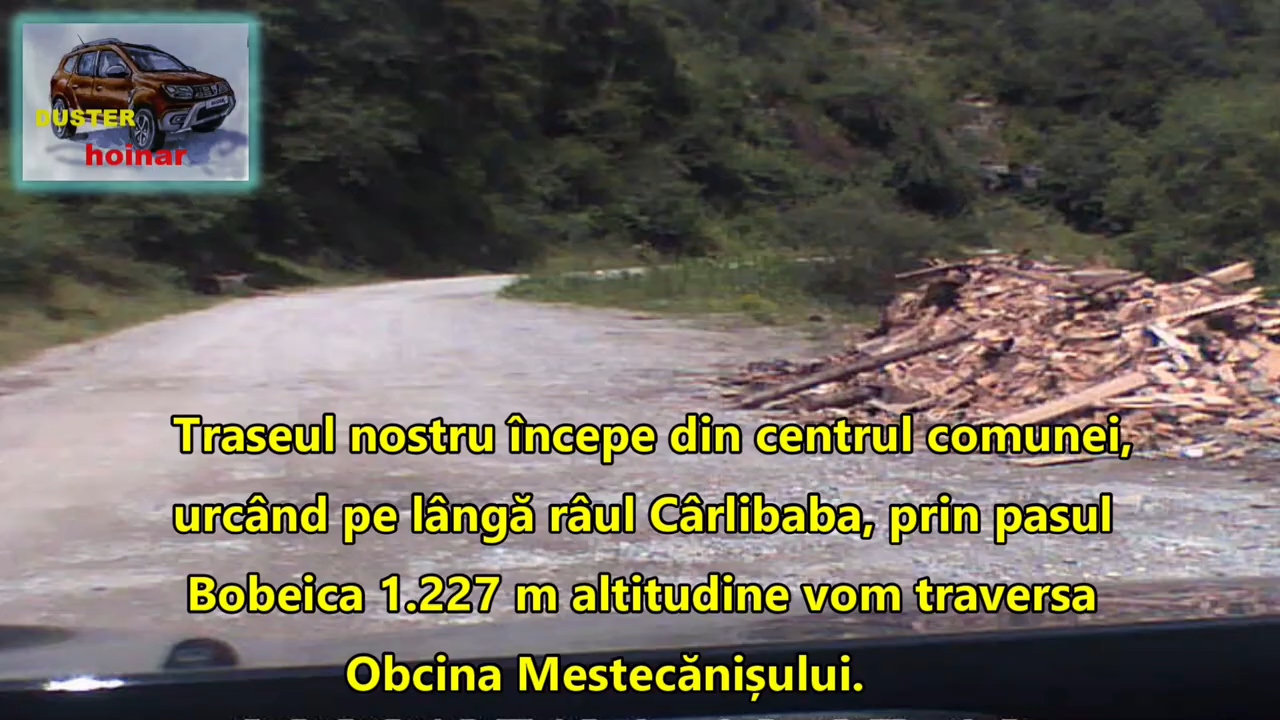 DUSTER
hoinar
Traseul nostru începe din centrul comunei,
urcând pe lângă râul Cârlibaba, prin pasul
Bobeica 1.227 m altitudine vom traversa
Obcina Mestecănișului.